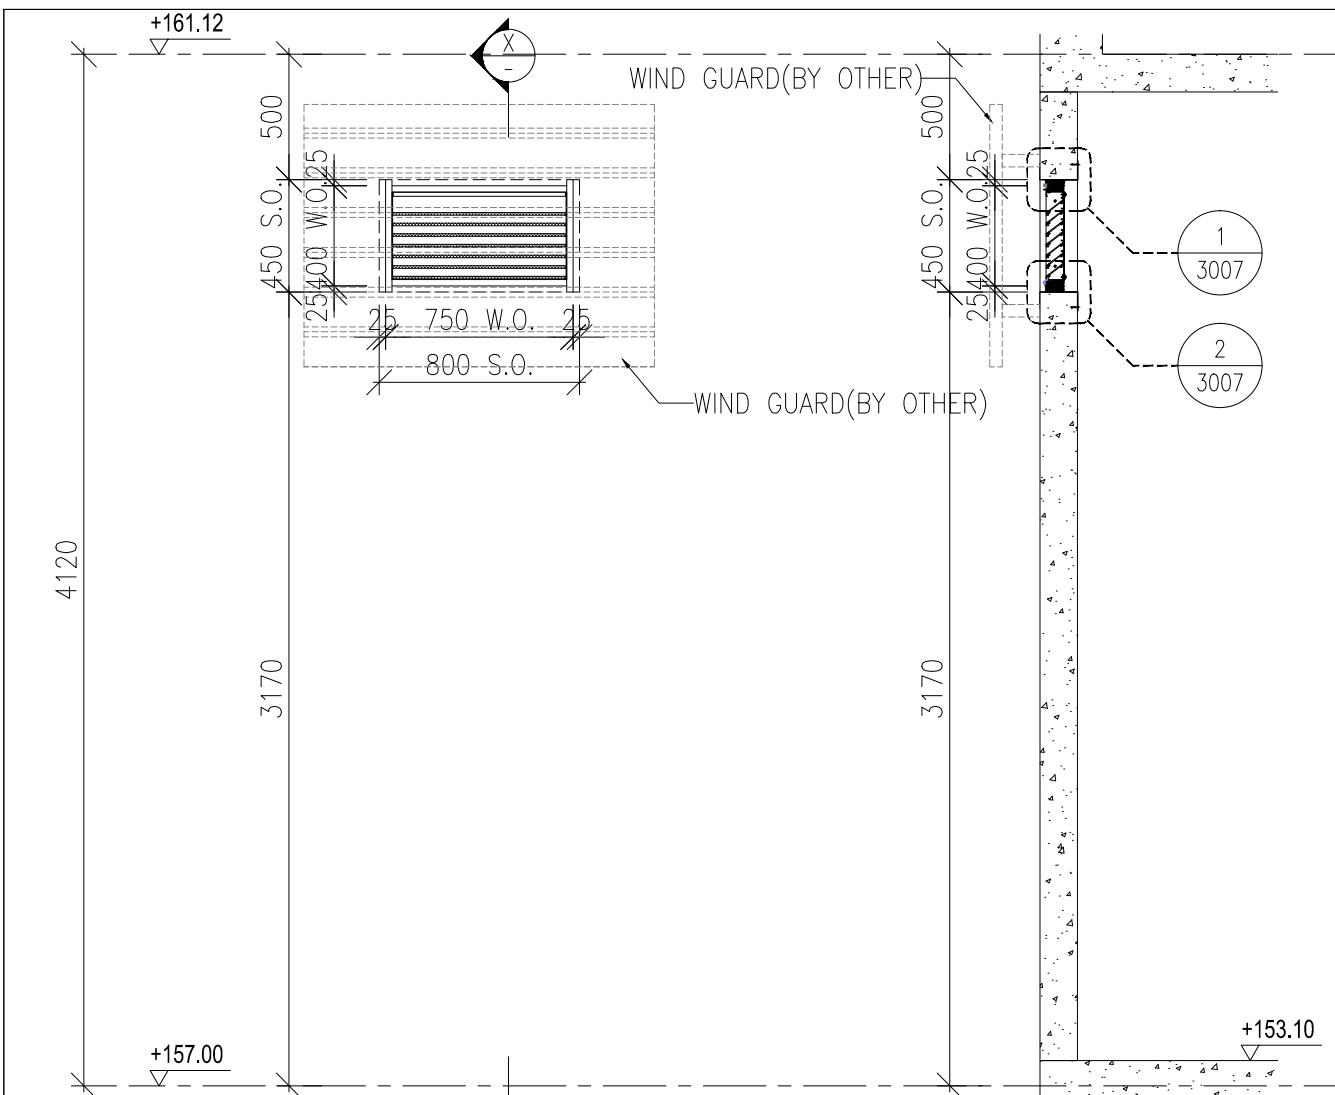 +161.12
X
-
WIND GUARD(BY OTHER)
500
25
450 S.O.
400 W.O.
25
25
750 W.O.
25
800 S.O.
WIND GUARD(BY OTHER)
500
25
450 S.O.
400 W.O.
25
1
3007
2
3007
4120
3170
3170
+157.00
+153.10